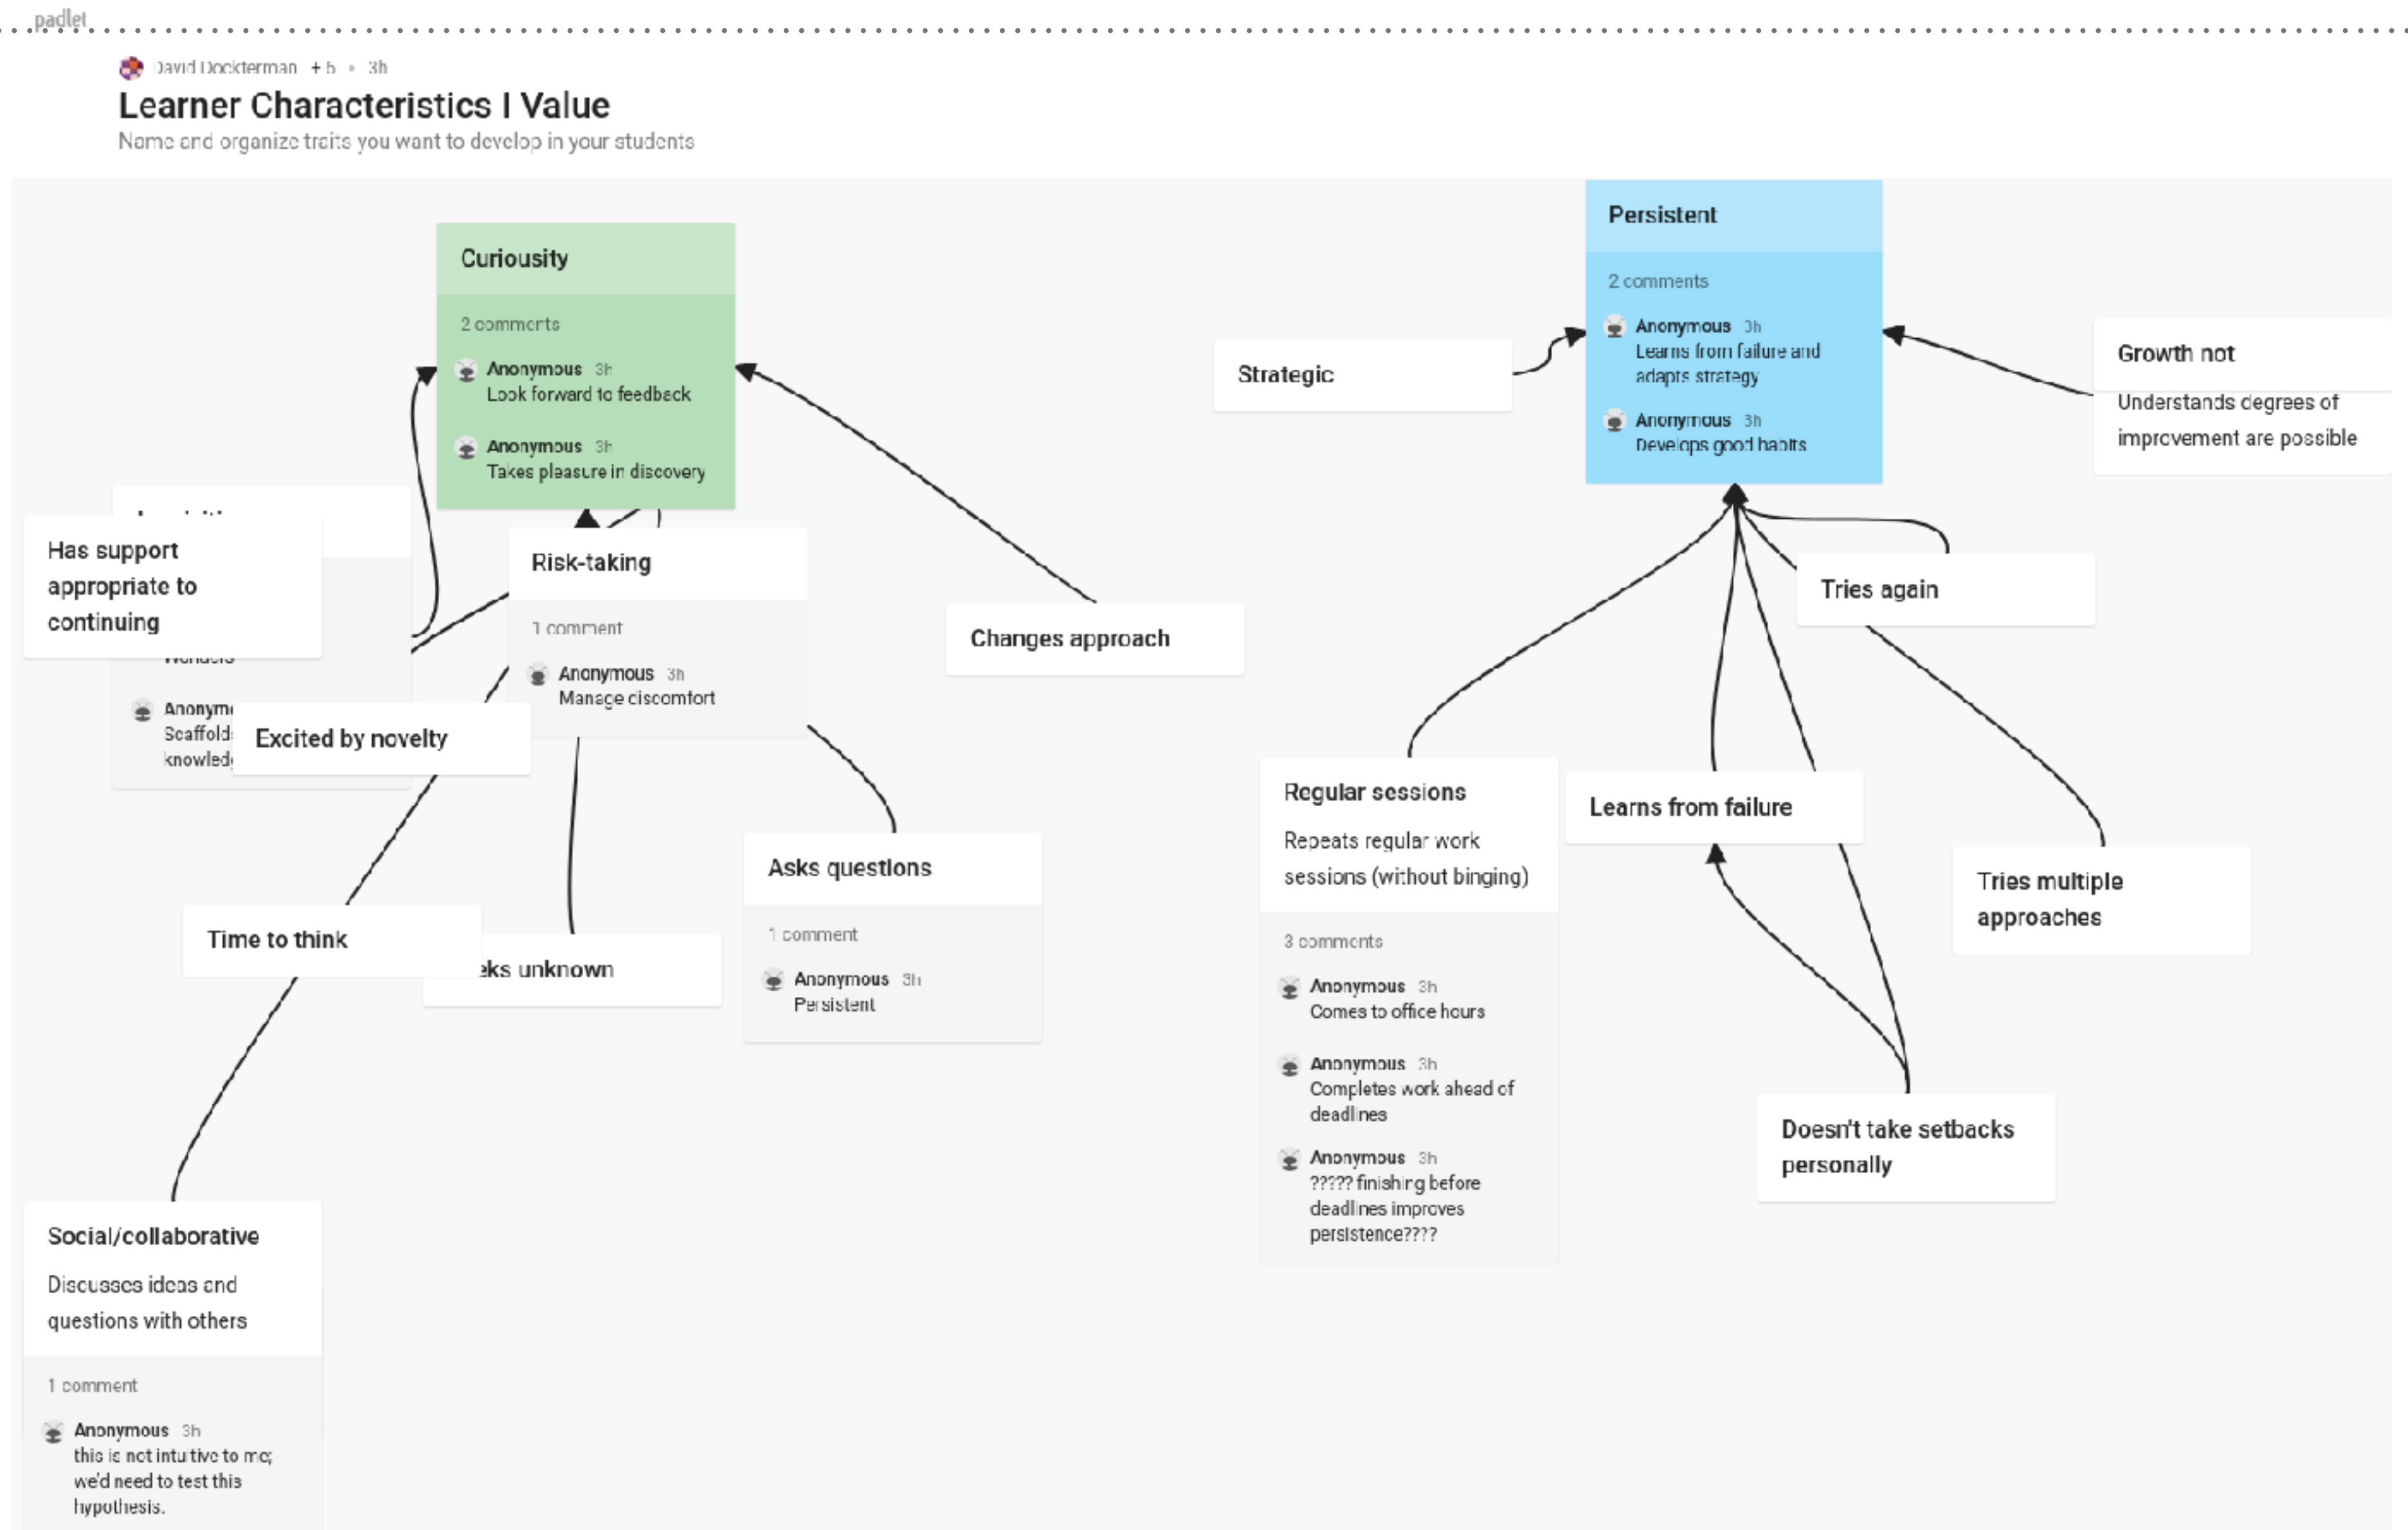 padlet
David Dockterman +5 • 3h
Learner Characteristics I Value
Name and organize traits you want to develop in your students
Curiousity
2 comments
Anonymous 3h
Look forward to feedback
Anonymous 3h
Takes pleasure in discovery
Has support
appropriate to
continuing
Wonders
Anonym
Scaffold
knowled
Excited by novelty
Risk-taking
1 comment
Anonymous 3h
Manage discomfort
Changes approach
Time to think
eks unknown
Asks questions
1 comment
Anonymous 3h
Persistent
Social/collaborative
Discusses ideas and
questions with others
1 comment
Anonymous 3h
this is not intuitive to me;
we'd need to test this
hypothesis.
Persistent
2 comments
Anonymous 3h
Learns from failure and
adapts strategy
Anonymous 3h
Develops good habits
Strategic
Growth not
Understands degrees of
improvement are possible
Tries again
Regular sessions
Repeats regular work
sessions (without binging)
3 comments
Anonymous 3h
Comes to office hours
Anonymous 3h
Completes work ahead of
deadlines
Anonymous 3h
????? finishing before
deadlines improves
persistence????
Learns from failure
Tries multiple
approaches
Doesn't take setbacks
personally